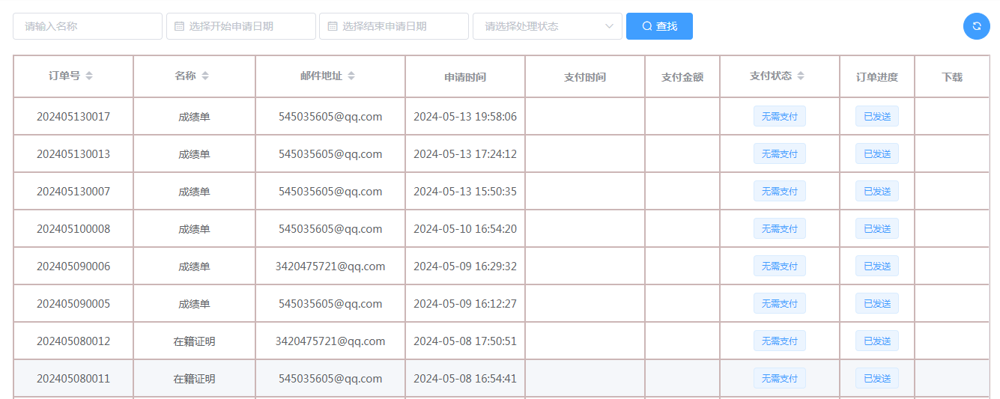 请输入名称 选择开始申请日期 选择结束申请日期 请选择处理状态 查找
订单号 名称 邮件地址 申请时间 支付时间 支付金额 支付状态 订单进度 下载
202405130017 成绩单 545035605@qq.com 2024-05-13 19:58:06 无需支付 已发送
202405130013 成绩单 545035605@qq.com 2024-05-13 17:24:12 无需支付 已发送
202405130007 成绩单 545035605@qq.com 2024-05-13 15:50:35 无需支付 已发送
202405100008 成绩单 545035605@qq.com 2024-05-10 16:54:20 无需支付 已发送
202405090006 成绩单 3420475721@qq.com 2024-05-09 16:29:32 无需支付 已发送
202405090005 成绩单 545035605@qq.com 2024-05-09 16:12:27 无需支付 已发送
202405080012 在籍证明 3420475721@qq.com 2024-05-08 17:50:51 无需支付 已发送
202405080011 在籍证明 545035605@qq.com 2024-05-08 16:54:41 无需支付 已发送